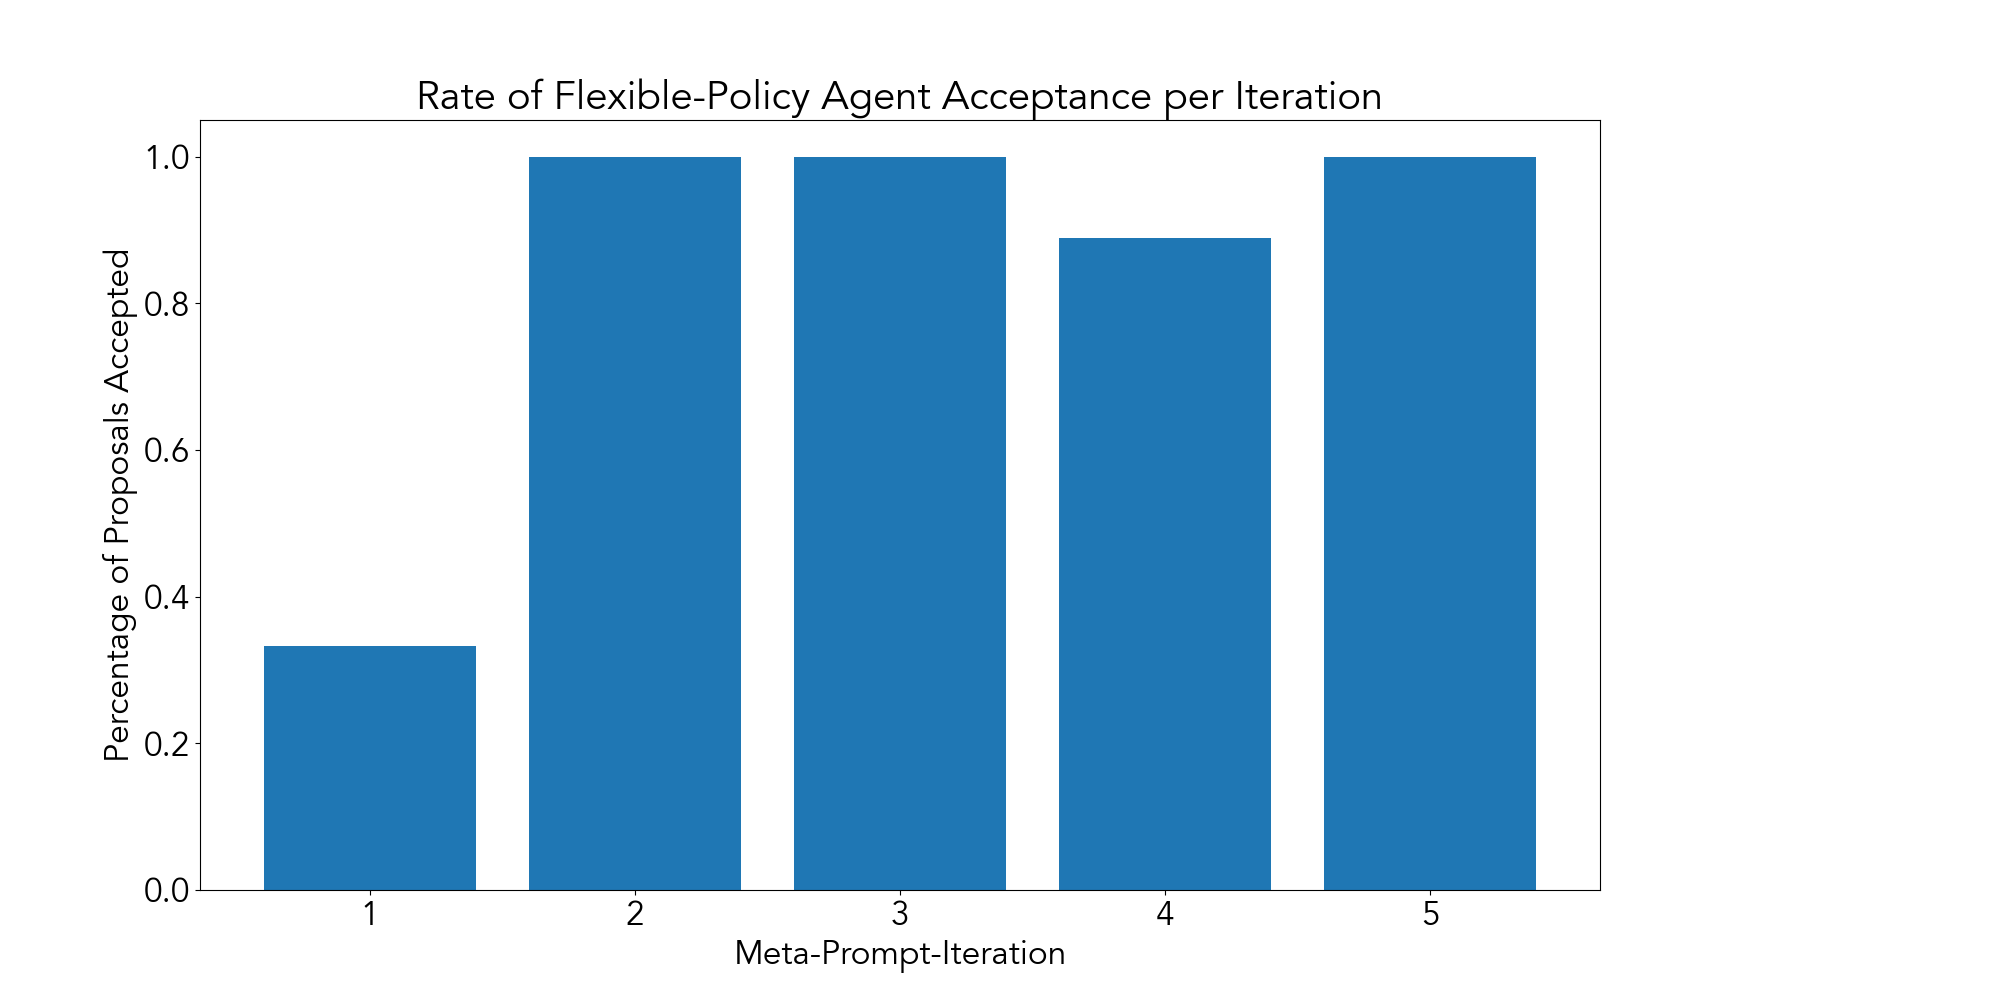 Rate of Flexible-Policy Agent Acceptance per Iteration
Percentage of Proposals Accepted
1.0
0.8
0.6
0.4
0.2
0.0
1 2 3 4 5
Meta-Prompt-Iteration